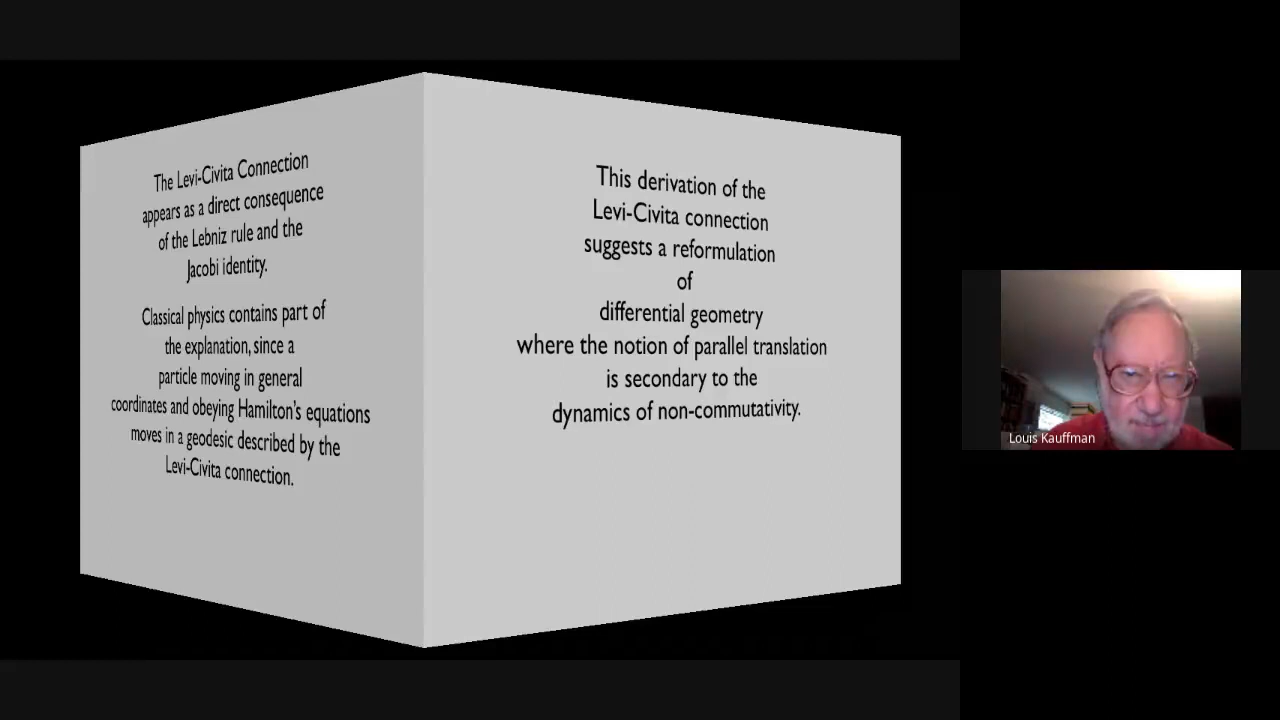 The Levi-Civita Connection
appears as a direct consequence
of the Lebniz rule and the
Jacobi identity.
Classical physics contains part of
the explanation, since a
particle moving in general
coordinates and obeying Hamilton's equations
moves in a geodesic described by the
Levi-Civita connection.
This derivation of the
Levi-Civita connection
suggests a reformulation
of
differential geometry
where the notion of parallel translation
is secondary to the
dynamics of non-commutativity.
Louis Kauffman